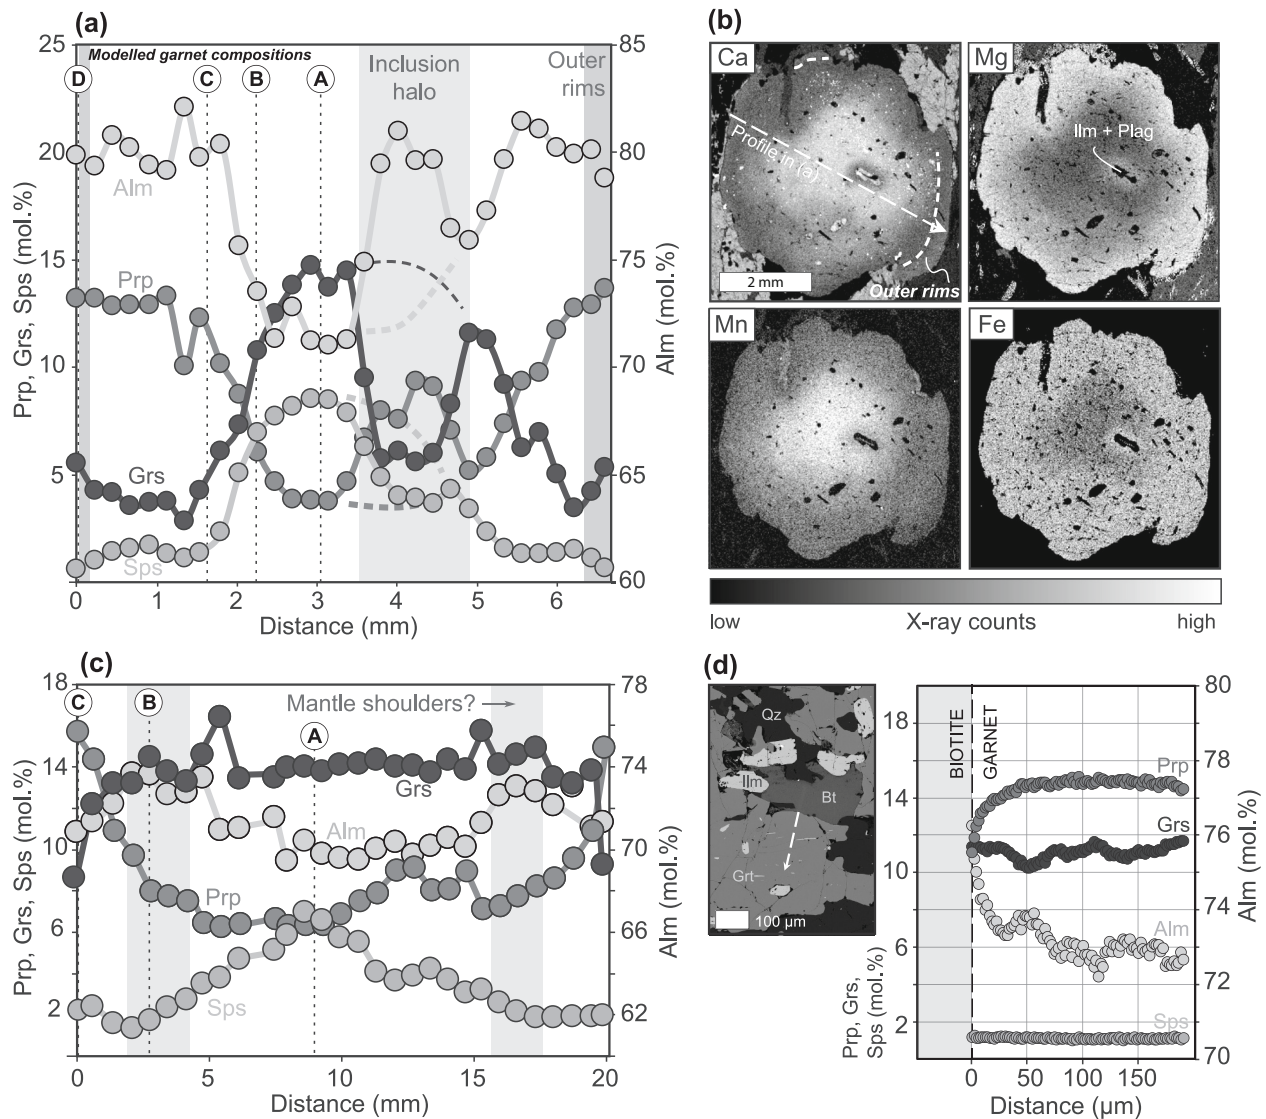 (a)
25
20
15
10
5
Prp, Grs, Sps (mol.%)
Modelled garnet compositions
D
C
B
A
Inclusion
halo
Outer
rims
Alm
Prp
Grs
Sps
85
80
75
70
65
60
Alm (mol.%)
0
1
2
3
4
5
6
Distance (mm)
(b)
Ca
Profile in (a)
2 mm
Outer rims
Mg
Ilm + Plag
Mn
Fe
low
X-ray counts
high
(c)
18
14
10
6
2
Prp, Grs, Sps (mol.%)
C
B
A
Mantle shoulders?
Grs
Alm
Prp
Sps
78
74
70
66
62
Alm (mol.%)
0
5
10
15
20
Distance (mm)
(d)
Qz
Ilm
Bt
Grt
100 µm
18
14
10
6
2
Prp, Grs,
Sps (mol.%)
BIOTITE
GARNET
Prp
Grs
Alm
Sps
80
78
76
74
72
70
Alm (mol.%)
0
50
100
150
Distance (µm)